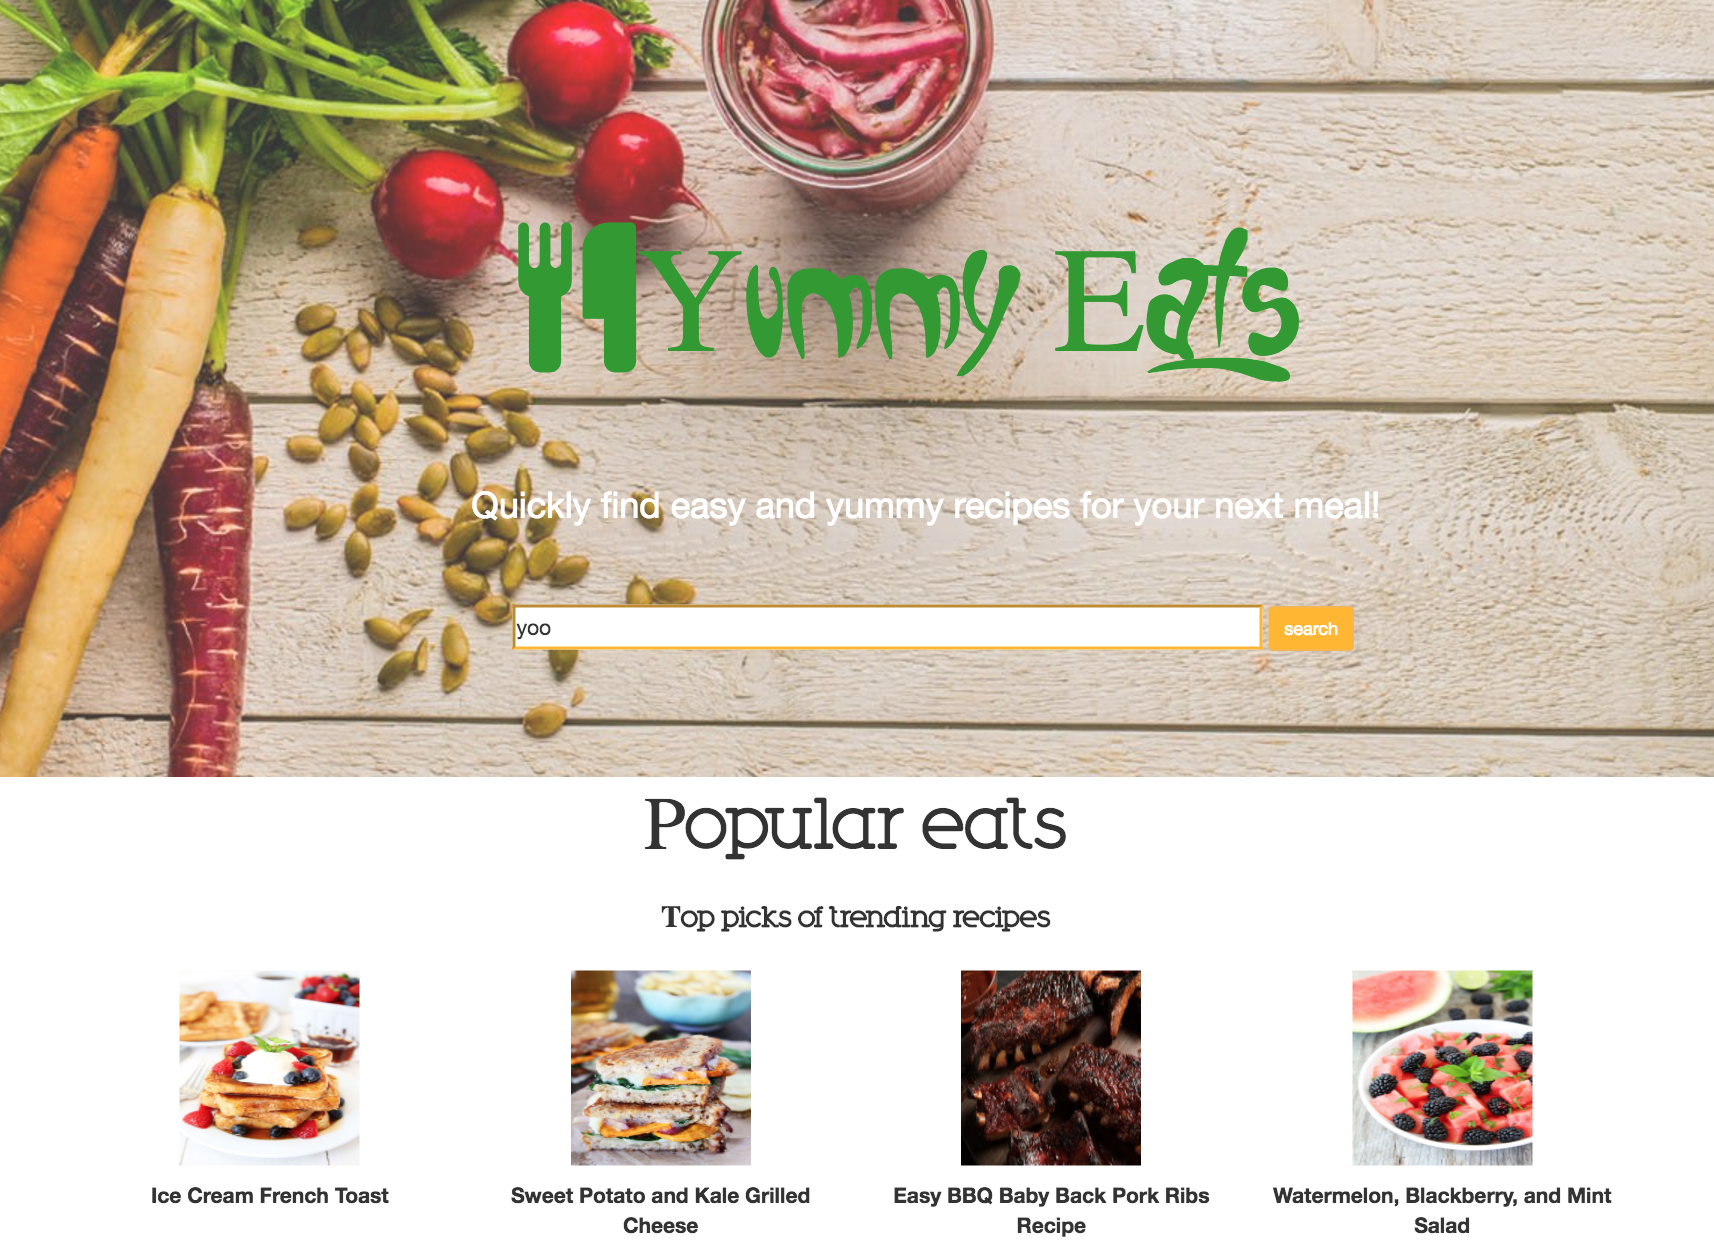 Yummy Eats
Quickly find easy and yummy recipes for your next meal!
yoo
search
Popular eats
Top picks of trending recipes
Ice Cream French Toast
Sweet Potato and Kale Grilled
Cheese
Easy BBQ Baby Back Pork Ribs
Recipe
Watermelon, Blackberry, and Mint
Salad